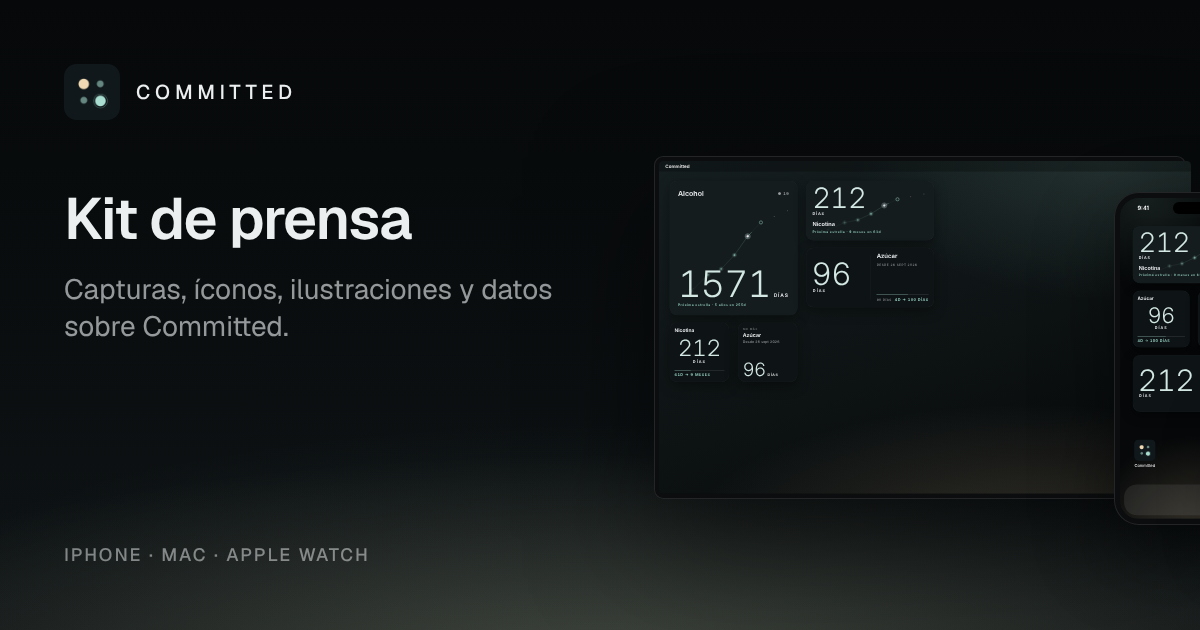 COMMITTED
Kit de prensa
Capturas, íconos, ilustraciones y datos
sobre Committed.
IPHONE · MAC · APPLE WATCH
Committed
Alcohol
1571 DÍAS
212
DÍAS
Nicotina
96
DÍAS
Azúcar
Nicotina
212
DÍAS
Azúcar
96 DÍAS
9:41
212
DÍAS
Nicotina
Azúcar
96
DÍAS
212
DÍAS
Committed